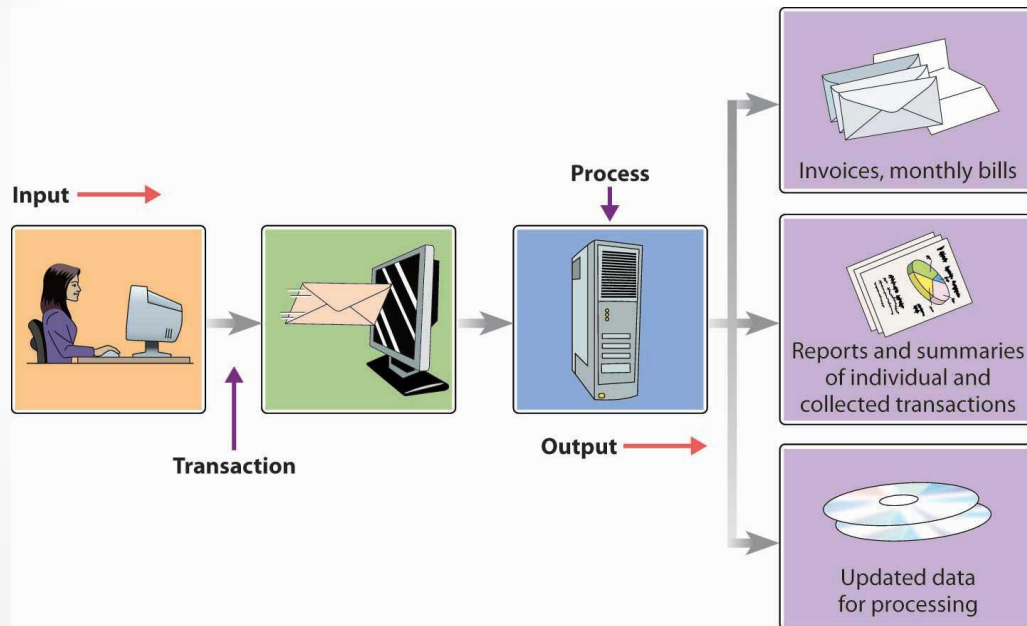 Input
Transaction
Process
Output
Invoices, monthly bills
Reports and summaries
of individual and
collected transactions
Updated data
for processing